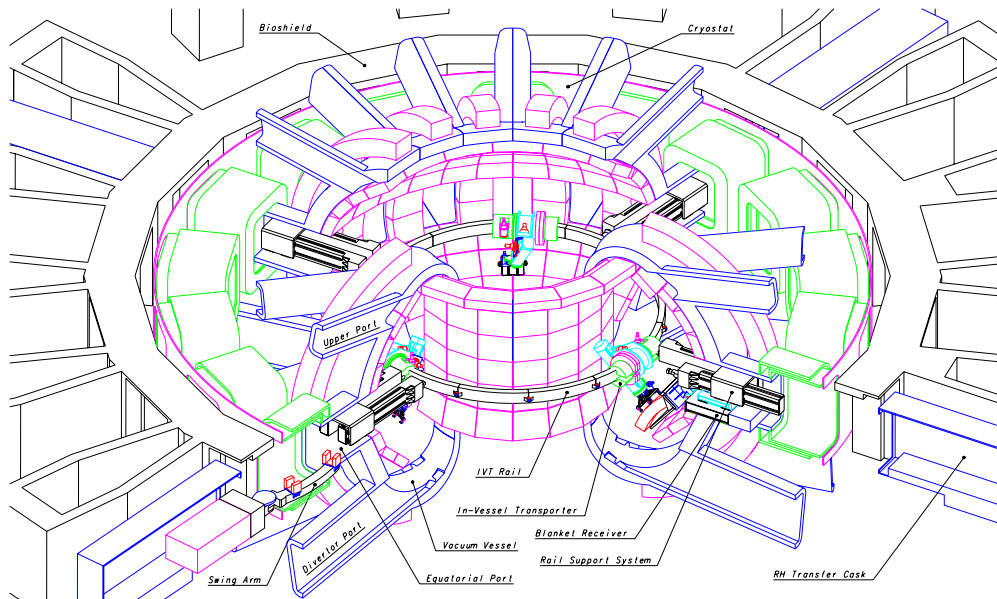 Bioshield
Cryostat
Upper Port
IVT Rail
In-Vessel Transporter
Blanket Receiver
Vacuum Vessel
Divertor Port
Rail Support System
Swing Arm
Equatorial Port
RH Transfer Cask